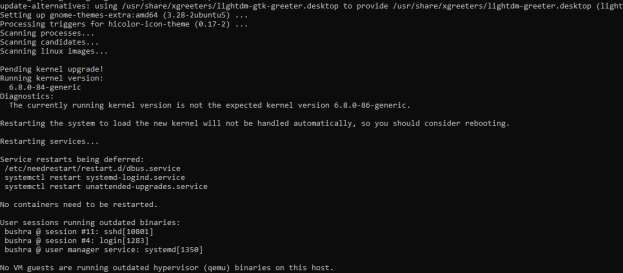 update-alternatives: using /usr/share/xgreeters/lightdm-gtk-greeter.desktop to provide /usr/share/xgreeters/lightdm-greeter.desktop (light
Setting up gnome-themes-extra:amd64 (3.28-2ubuntu5) ...
Processing triggers for hicolor-icon-theme (0.17-2) ...
Scanning processes...
Scanning candidates...
Scanning linux images...
Pending kernel upgrade!
Running kernel version:
6.8.0-84-generic
Diagnostics:
The currently running kernel version is not the expected kernel version 6.8.0-86-generic.
Restarting the system to load the new kernel will not be handled automatically, so you should consider rebooting.
Restarting services...
Service restarts being deferred:
/etc/needrestart/restart.d/dbus.service
systemctl restart systemd-logind.service
systemctl restart unattended-upgrades.service
No containers need to be restarted.
User sessions running outdated binaries:
bushra @ session #11: sshd[10801]
bushra @ session #4: login[1283]
bushra @ user manager service: systemd[1350]
No VM guests are running outdated hypervisor (qemu) binaries on this host.